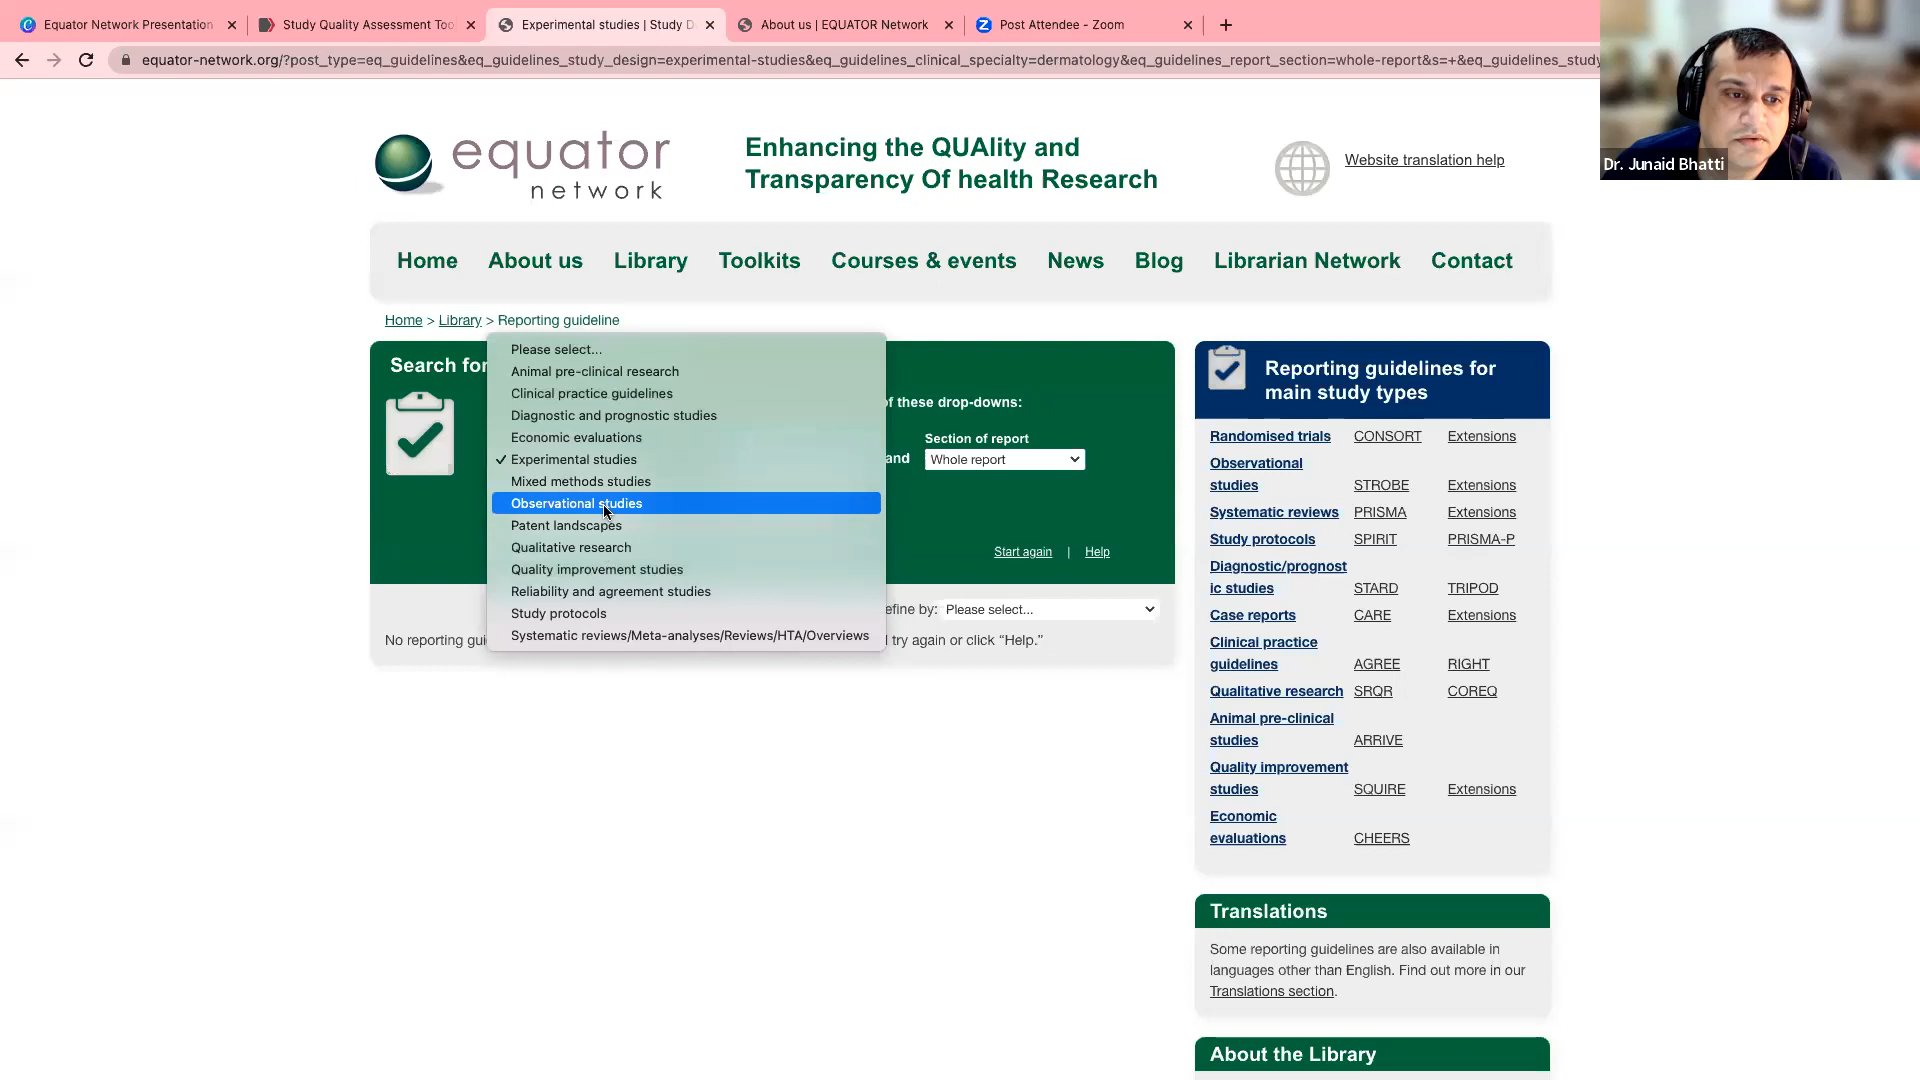 Equator Network Presentation
Study Quality Assessment Too
Experimental studies | Study D
About us | EQUATOR Network
Post Attendee - Zoom
equator-network.org/?post_type=eq_guidelines&eq_guidelines_study_design=experimental-studies&eq_guidelines_clinical_specialty=dermatology&eq_guidelines_report_section=whole-report&s=+&eq_guidelines_study
Dr. Junaid Bhatti
equator
network
Enhancing the QUAlity and
Transparency Of health Research
Website translation help
Home About us Library Toolkits Courses & events News Blog Librarian Network Contact
Home > Library > Reporting guideline
Search for
Please select...
Animal pre-clinical research
Clinical practice guidelines
Diagnostic and prognostic studies
Economic evaluations
✓ Experimental studies
Mixed methods studies
Observational studies
Patent landscapes
Qualitative research
Quality improvement studies
Reliability and agreement studies
Study protocols
Systematic reviews/Meta-analyses/Reviews/HTA/Overviews
of these drop-downs:
Section of report
and Whole report
Start again | Help
efine by: Please select...
No reporting gui
try again or click “Help.”
Reporting guidelines for
main study types
Randomised trials CONSORT Extensions
Observational
studies STROBE Extensions
Systematic reviews PRISMA Extensions
Study protocols SPIRIT PRISMA-P
Diagnostic/prognost
ic studies STARD TRIPOD
Case reports CARE Extensions
Clinical practice
guidelines AGREE RIGHT
Qualitative research SRQR COREQ
Animal pre-clinical
studies ARRIVE
Quality improvement
studies SQUIRE Extensions
Economic
evaluations CHEERS
Translations
Some reporting guidelines are also available in
languages other than English. Find out more in our
Translations section.
About the Library